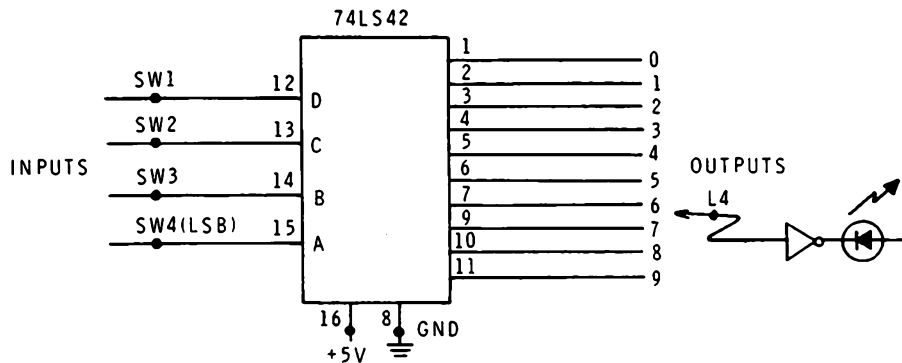 74LS42
1 0
2 1
SW1 12 D 3 2
4 3
SW2 13 C 5 4
INPUTS 6 5 OUTPUTS
SW3 14 B 7 6 L4
9 7
SW4(LSB) 15 A 10 8
11 9
16 8 GND
+5V